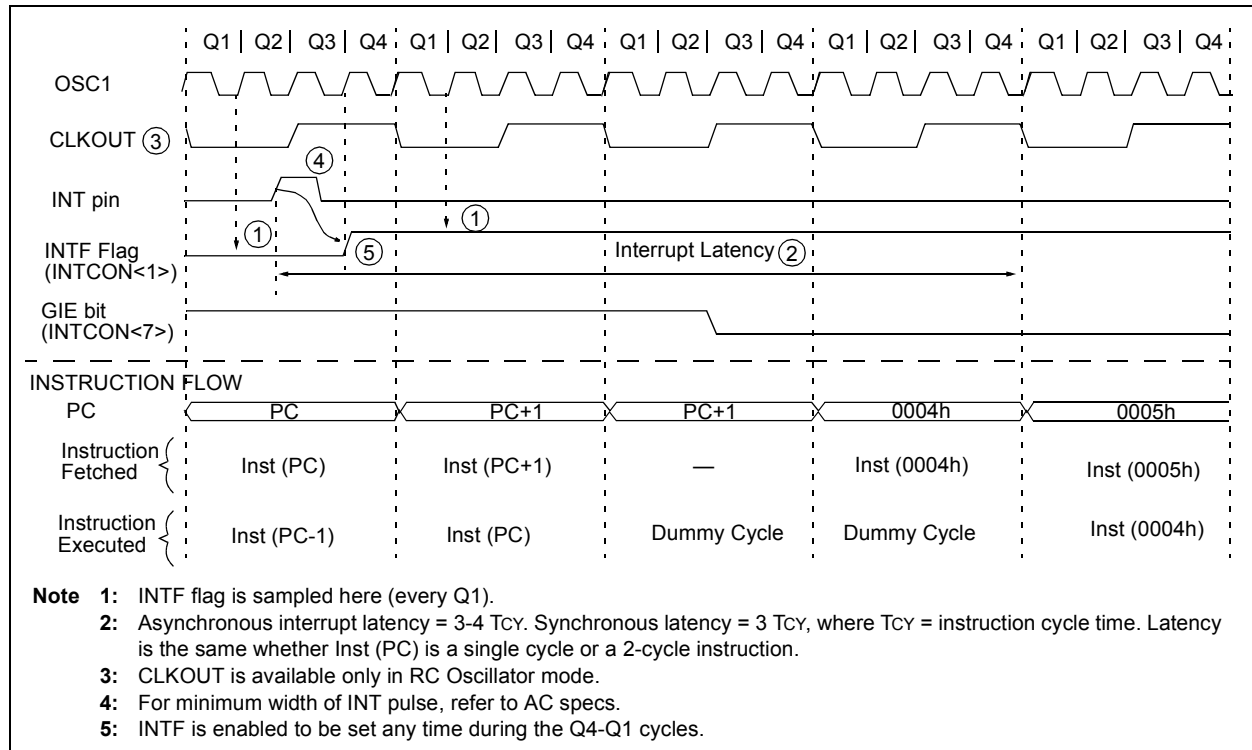 Q1 | Q2 | Q3 | Q4 Q1 | Q2 | Q3 | Q4 Q1 | Q2 | Q3 | Q4 Q1 | Q2 | Q3 | Q4 Q1 | Q2 | Q3 | Q4
OSC1
CLKOUT 3
4
INT pin
1
1
INTF Flag
(INTCON<1>)
5
Interrupt Latency 2
GIE bit
(INTCON<7>)
INSTRUCTION FLOW
PC PC PC+1 PC+1 0004h 0005h
Instruction
Fetched
Inst (PC) Inst (PC+1) — Inst (0004h) Inst (0005h)
Instruction
Executed
Inst (PC-1) Inst (PC) Dummy Cycle Dummy Cycle Inst (0004h)
Note 1: INTF flag is sampled here (every Q1).
2: Asynchronous interrupt latency = 3-4 TCY. Synchronous latency = 3 TCY, where TCY = instruction cycle time. Latency
is the same whether Inst (PC) is a single cycle or a 2-cycle instruction.
3: CLKOUT is available only in RC Oscillator mode.
4: For minimum width of INT pulse, refer to AC specs.
5: INTF is enabled to be set any time during the Q4-Q1 cycles.